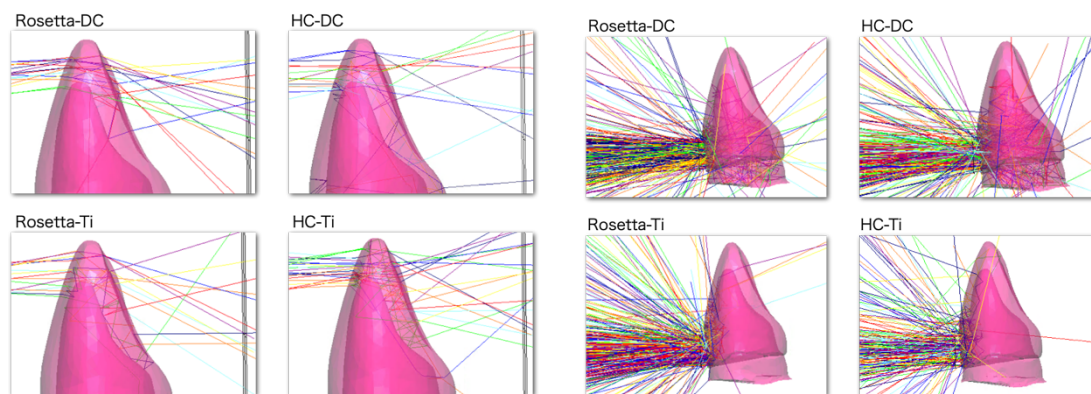 Rosetta-DC
HC-DC
Rosetta-DC
HC-DC
Rosetta-Ti
HC-Ti
Rosetta-Ti
HC-Ti